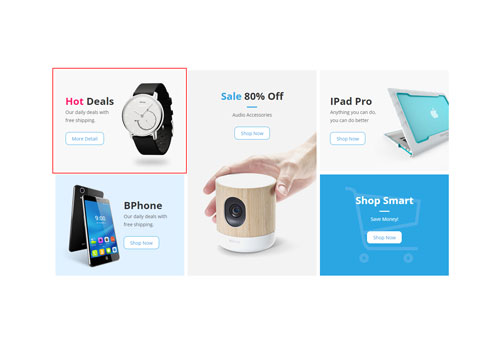 Hot Deals
Our daily deals with
free shipping.
More Detail
Sale 80% Off
Audio Accessories
Shop Now
IPad Pro
Anything you can do,
you can do better
Shop Now
BPhone
Our daily deals with
free shipping.
Shop Now
09:00
Shop Smart
Save Money!
Shop Now